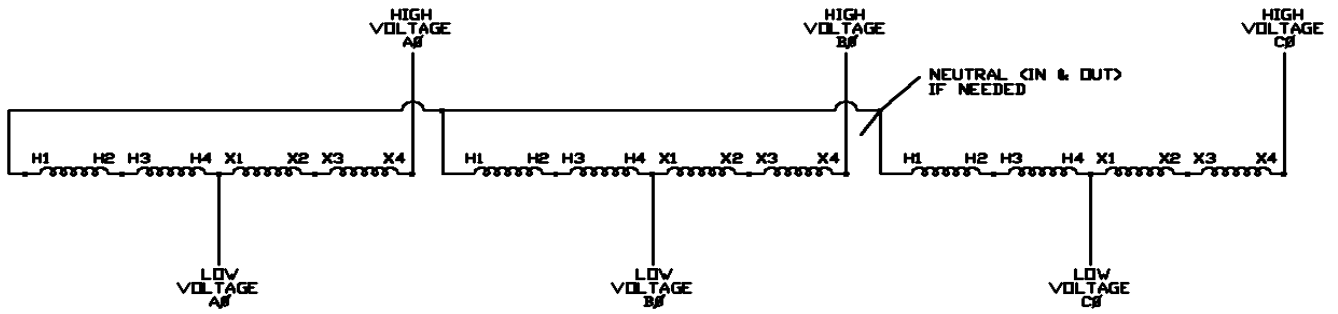 HIGH
VOLTAGE
AØ
HIGH
VOLTAGE
BØ
HIGH
VOLTAGE
CØ
NEUTRAL (IN & OUT)
IF NEEDED
H1 H2 H3 H4 X1 X2 X3 X4
H1 H2 H3 H4 X1 X2 X3 X4
H1 H2 H3 H4 X1 X2 X3 X4
LOW
VOLTAGE
AØ
LOW
VOLTAGE
BØ
LOW
VOLTAGE
CØ